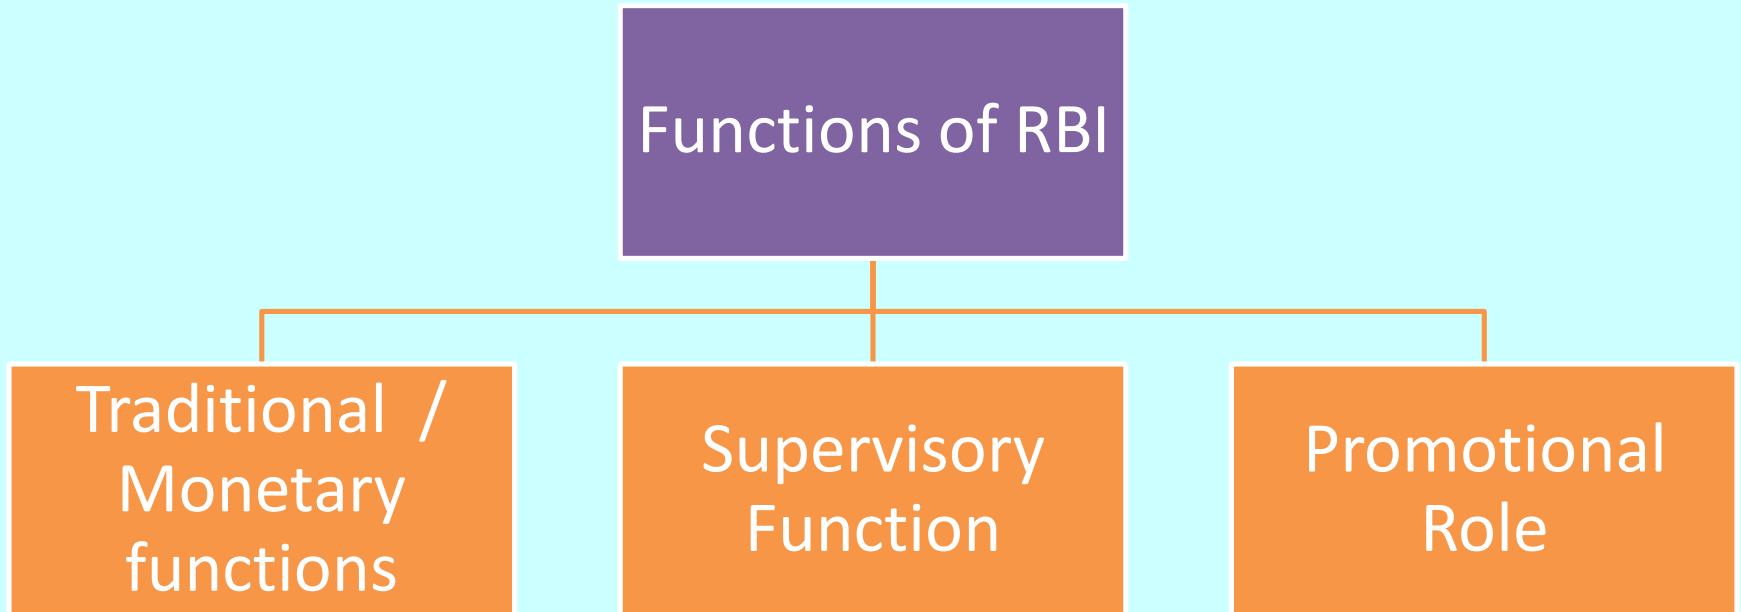 Functions of RBI
Traditional /
Monetary
functions
Supervisory
Function
Promotional
Role